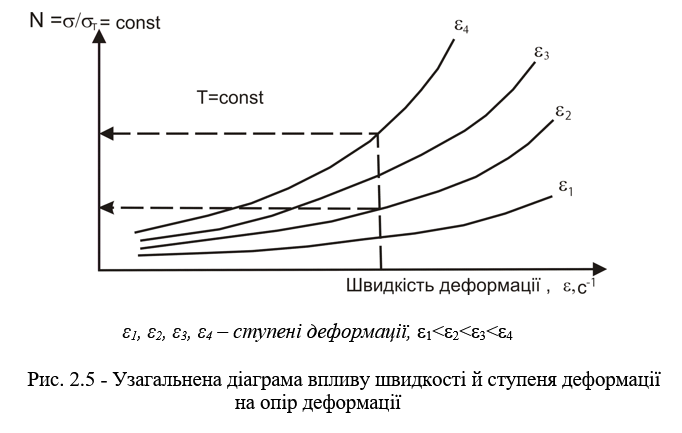 N =σ/σт= const
ε4
ε3
T=const
ε2
ε1
Швидкість деформації , ε,с-1
ε1, ε2, ε3, ε4 – ступені деформації, ε1<ε2<ε3<ε4
Рис. 2.5 - Узагальнена діаграма впливу швидкості й ступеня деформації
на опір деформації